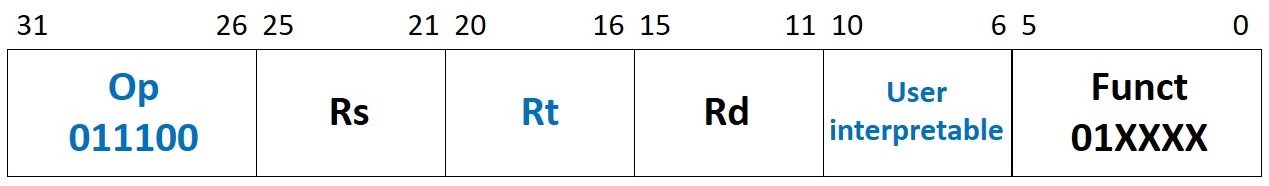 31 26 25 21 20 16 15 11 10 6 5 0
Op
011100
Rs
Rt
Rd
User
interpretable
Funct
01XXXX